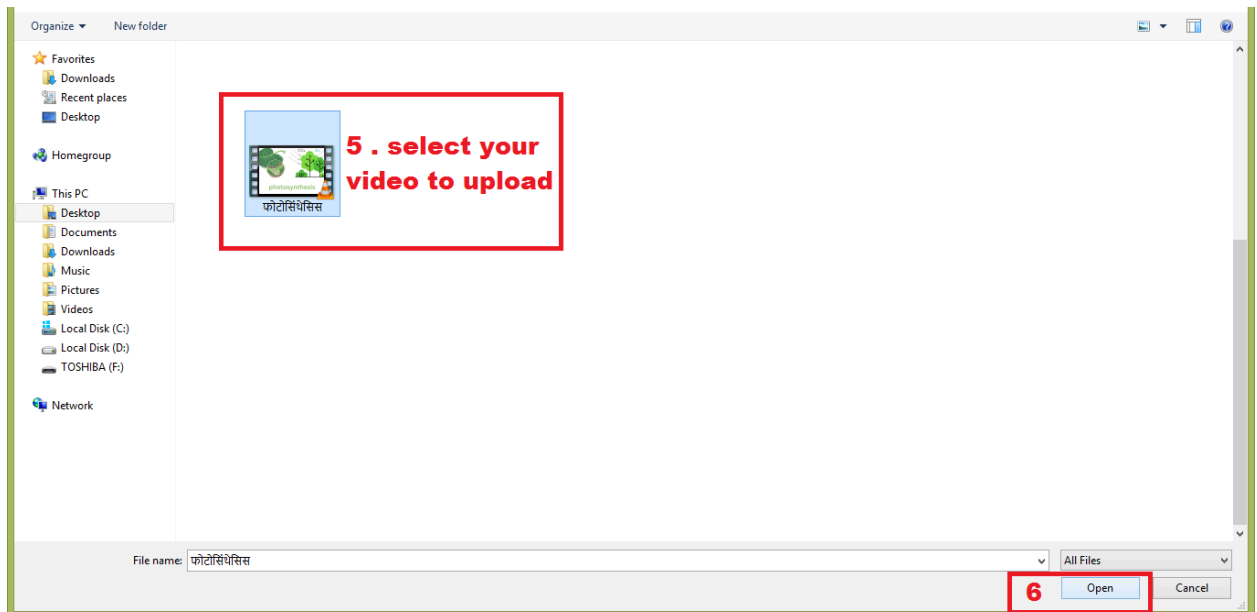 Organize New folder
Favorites
Downloads
Recent places
Desktop
Homegroup
This PC
Desktop
Documents
Downloads
Music
Pictures
Videos
Local Disk (C:)
Local Disk (D:)
TOSHIBA (F:)
Network
photosynthesis
फोटोसिंथेसिस
5 . select your
video to upload
File name: फोटोसिंथेसिस All Files
6 Open Cancel